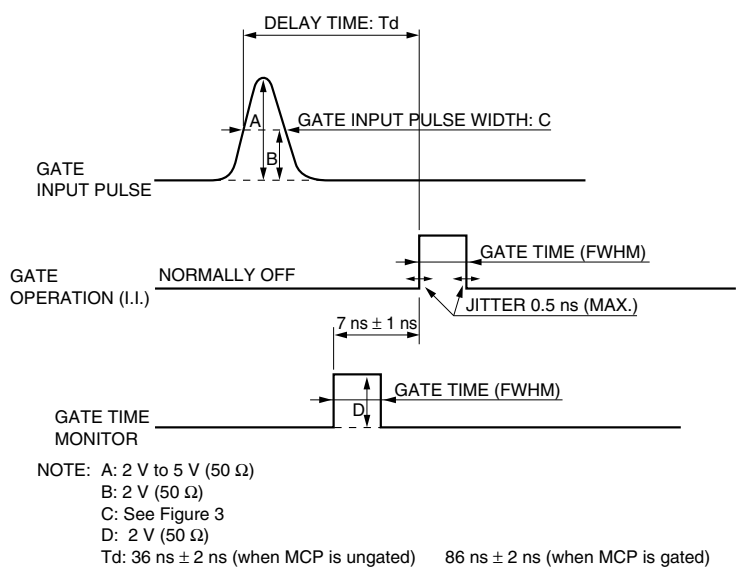 DELAY TIME: Td
A
GATE INPUT PULSE WIDTH: C
B
GATE
INPUT PULSE
GATE TIME (FWHM)
GATE
OPERATION (I.I.)
NORMALLY OFF
JITTER 0.5 ns (MAX.)
7 ns ± 1 ns
GATE TIME (FWHM)
D
GATE TIME
MONITOR
NOTE: A: 2 V to 5 V (50 Ω)
B: 2 V (50 Ω)
C: See Figure 3
D: 2 V (50 Ω)
Td: 36 ns ± 2 ns (when MCP is ungated) 86 ns ± 2 ns (when MCP is gated)